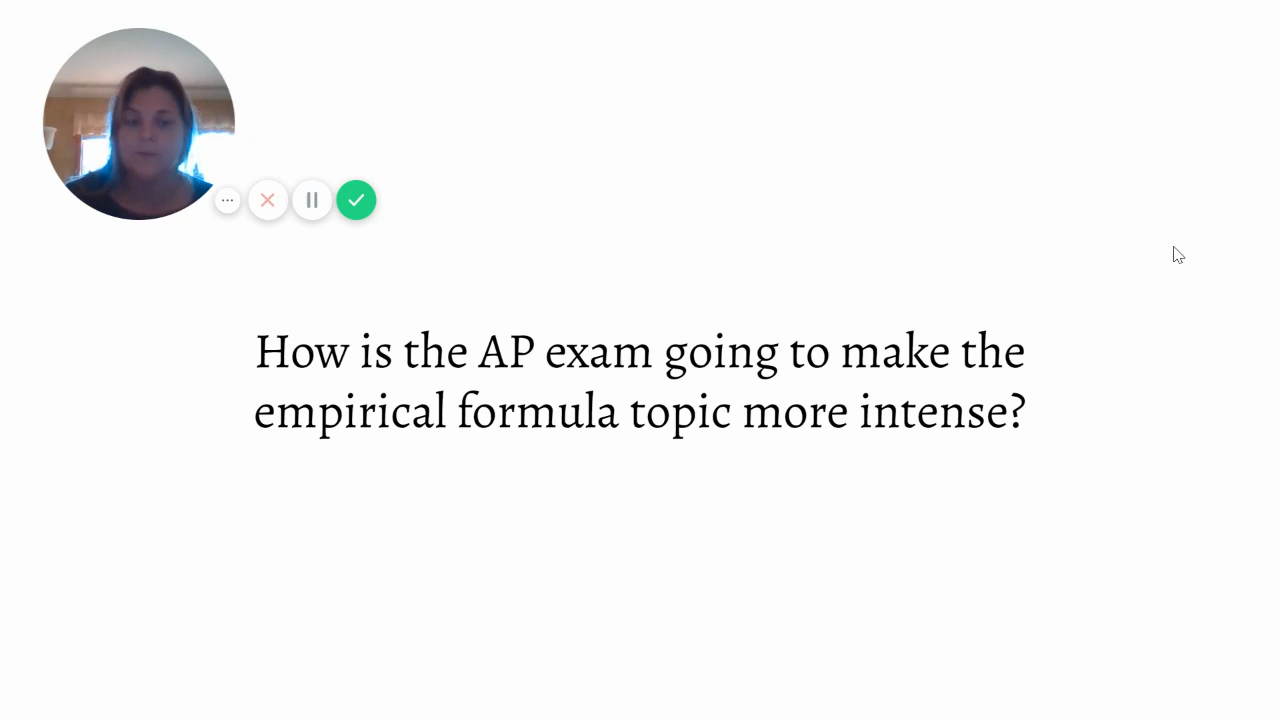 How is the AP exam going to make the
empirical formula topic more intense?